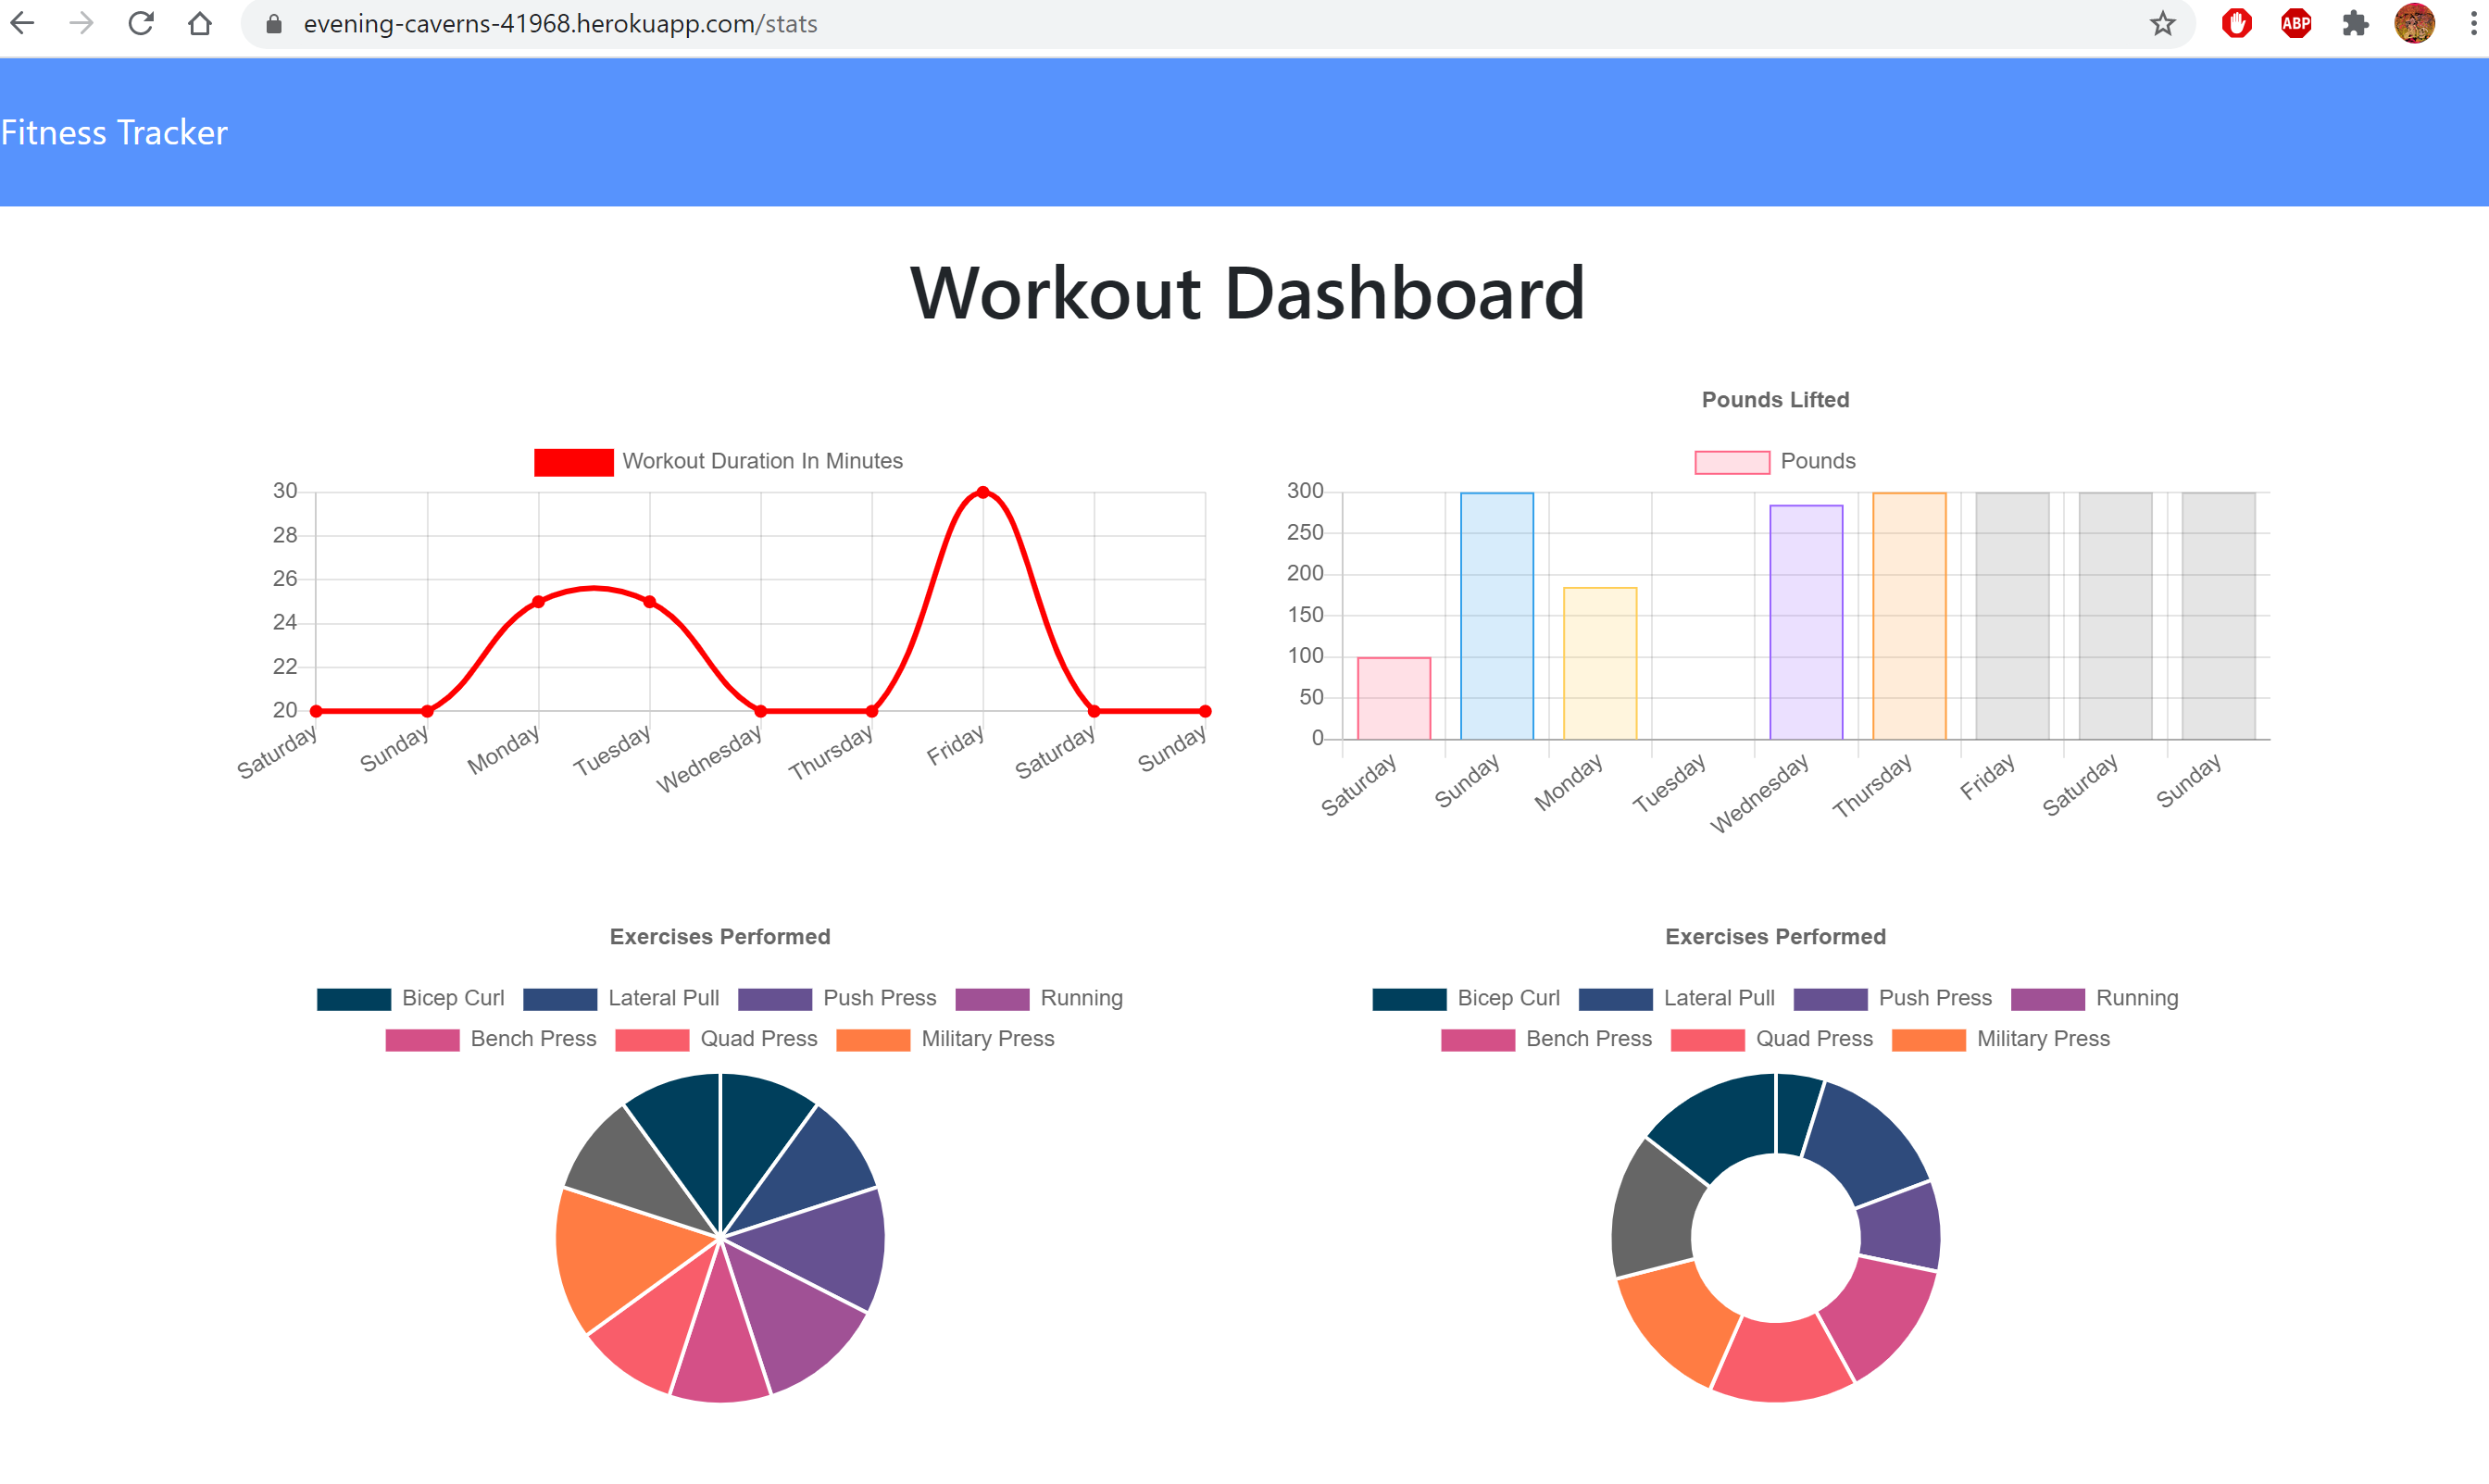 evening-caverns-41968.herokuapp.com/stats
ABP
Fitness Tracker
Workout Dashboard
Workout Duration In Minutes
30
28
26
24
22
20
Saturday Sunday Monday Tuesday Wednesday Thursday Friday Saturday Sunday
Pounds Lifted
Pounds
300
250
200
150
100
50
0
Saturday Sunday Monday Tuesday Wednesday Thursday Friday Saturday Sunday
Exercises Performed
Bicep Curl Lateral Pull Push Press Running
Bench Press Quad Press Military Press
Exercises Performed
Bicep Curl Lateral Pull Push Press Running
Bench Press Quad Press Military Press